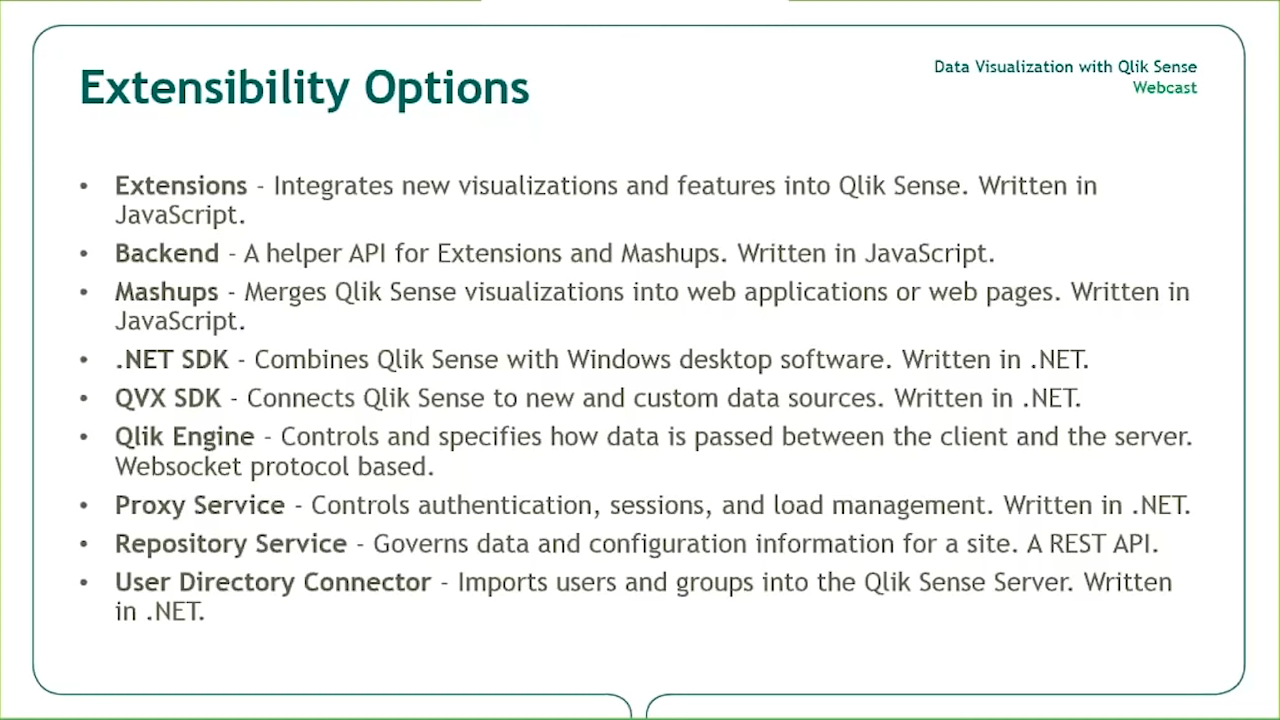 Extensibility Options
Data Visualization with Qlik Sense
Webcast
• Extensions - Integrates new visualizations and features into Qlik Sense. Written in
JavaScript.
• Backend - A helper API for Extensions and Mashups. Written in JavaScript.
• Mashups - Merges Qlik Sense visualizations into web applications or web pages. Written in
JavaScript.
• .NET SDK - Combines Qlik Sense with Windows desktop software. Written in .NET.
• QVX SDK - Connects Qlik Sense to new and custom data sources. Written in .NET.
• Qlik Engine - Controls and specifies how data is passed between the client and the server.
Websocket protocol based.
• Proxy Service - Controls authentication, sessions, and load management. Written in .NET.
• Repository Service - Governs data and configuration information for a site. A REST API.
• User Directory Connector - Imports users and groups into the Qlik Sense Server. Written
in .NET.